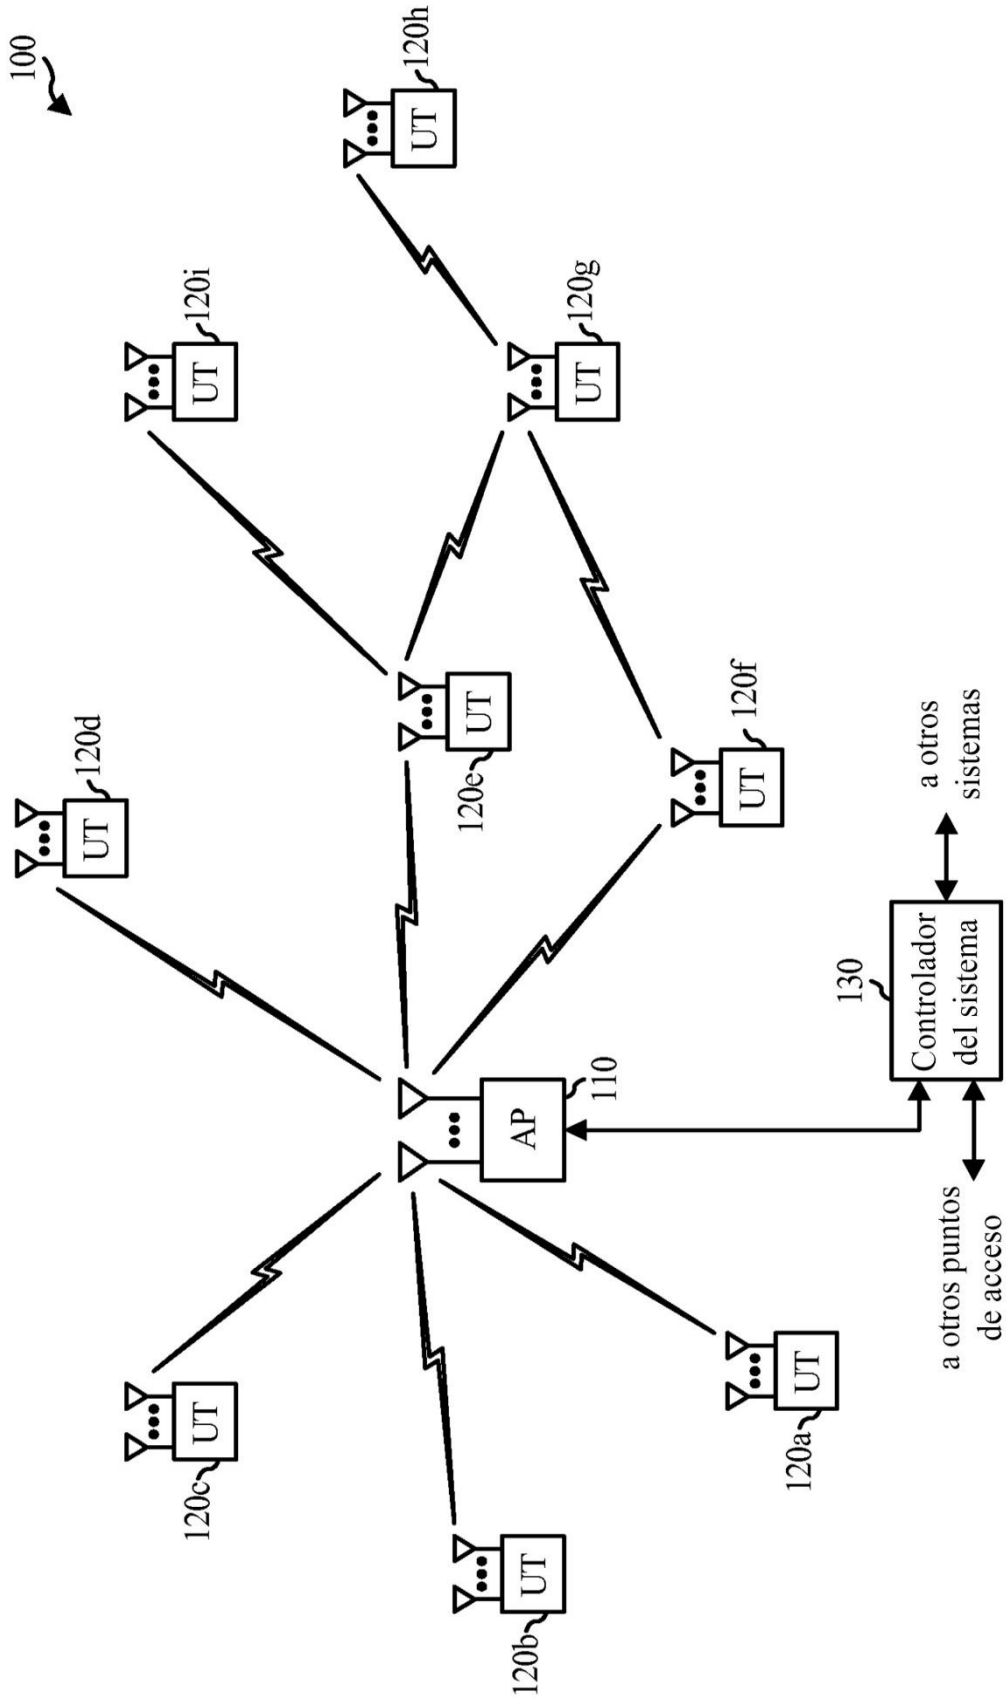 100
UT
120h
UT
120i
UT
120g
UT
120d
UT
120e
UT
120f
AP
110
UT
120c
UT
120b
UT
120a
130
Controlador
del sistema
a otros
sistemas
a otros puntos
de acceso